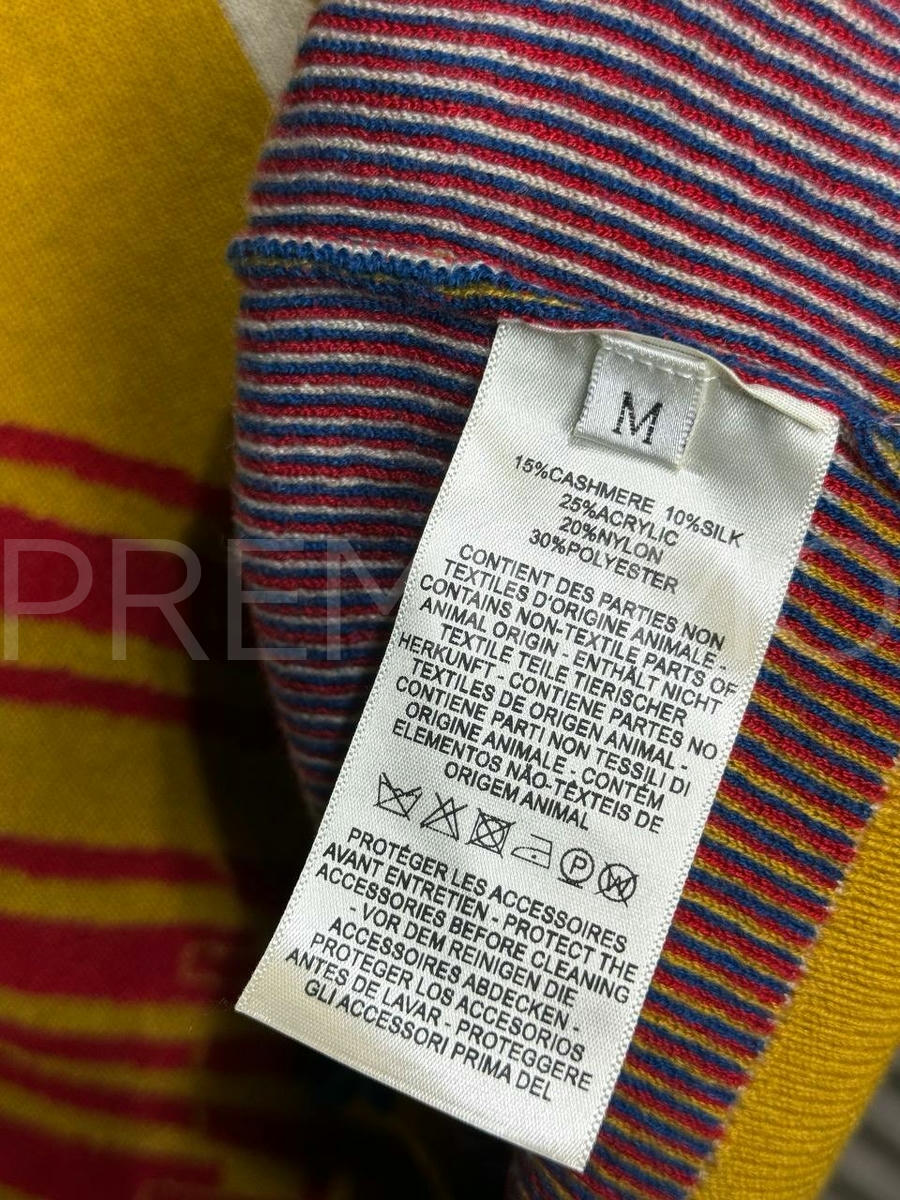 M
15%CASHMERE 10%SILK
25%ACRYLIC
20%NYLON
30%POLYESTER
CONTIENT DES PARTIES NON
TEXTILES D'ORIGINE ANIMALE -
CONTAINS NON-TEXTILE PARTS OF
ANIMAL ORIGIN - ENTHÄLT NICHT
TEXTILE TEILE TIERISCHER
HERKUNFT - CONTIENE PARTES NO
TEXTILES DE ORIGEN ANIMAL -
CONTIENE PARTI NON TESSILI DI
ORIGINE ANIMALE - CONTÉM
ELEMENTOS NÃO-TÊXTEIS DE
ORIGEM ANIMAL
P W
PROTÉGER LES ACCESSOIRES
AVANT ENTRETIEN - PROTECT THE
ACCESSORIES BEFORE CLEANING
- VOR DEM REINIGEN DIE
ACCESSOIRES ABDECKEN -
PROTEGER LOS ACCESORIOS
ANTES DE LAVAR - PROTEGGERE
GLI ACCESSORI PRIMA DEL